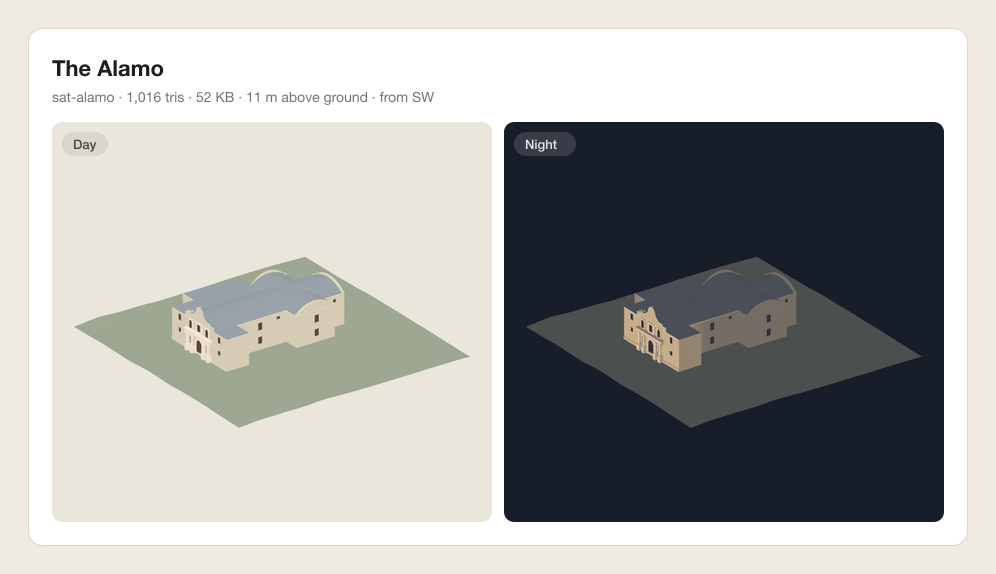 The Alamo
sat-alamo · 1,016 tris · 52 KB · 11 m above ground · from SW
Day
Night